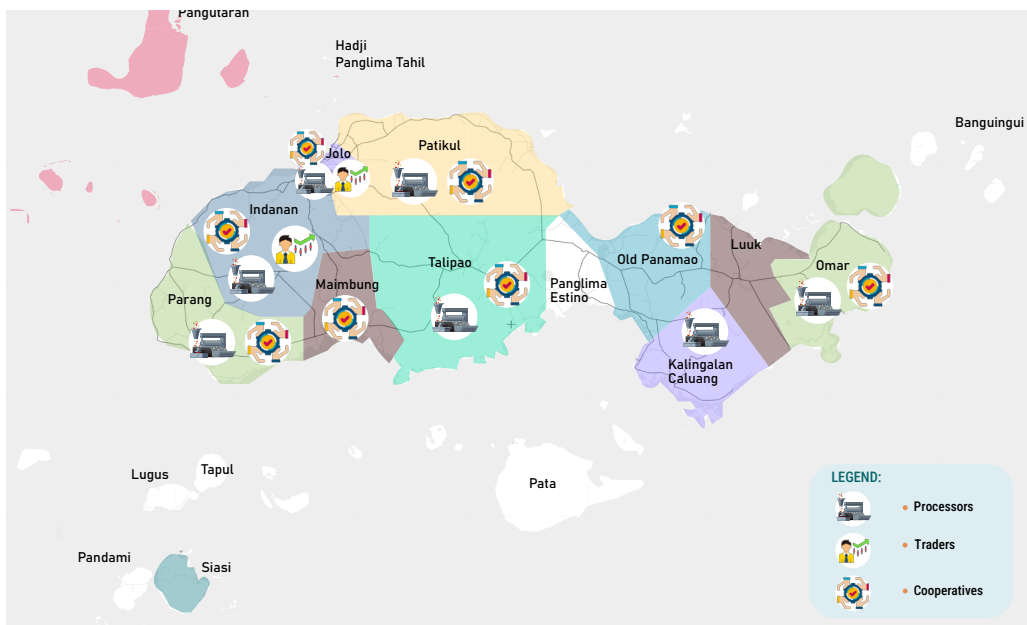 Pangutaran
Hadji
Panglima Tahil
Banguingui
Jolo
Patikul
Indanan
Luuk
Talipao
Old Panamao
Omar
Maimbung
Panglima
Estino
Parang
Kalingalan
Caluang
Tapul
Lugus
Pata
Pandami
Siasi
LEGEND:
• Processors
• Traders
• Cooperatives